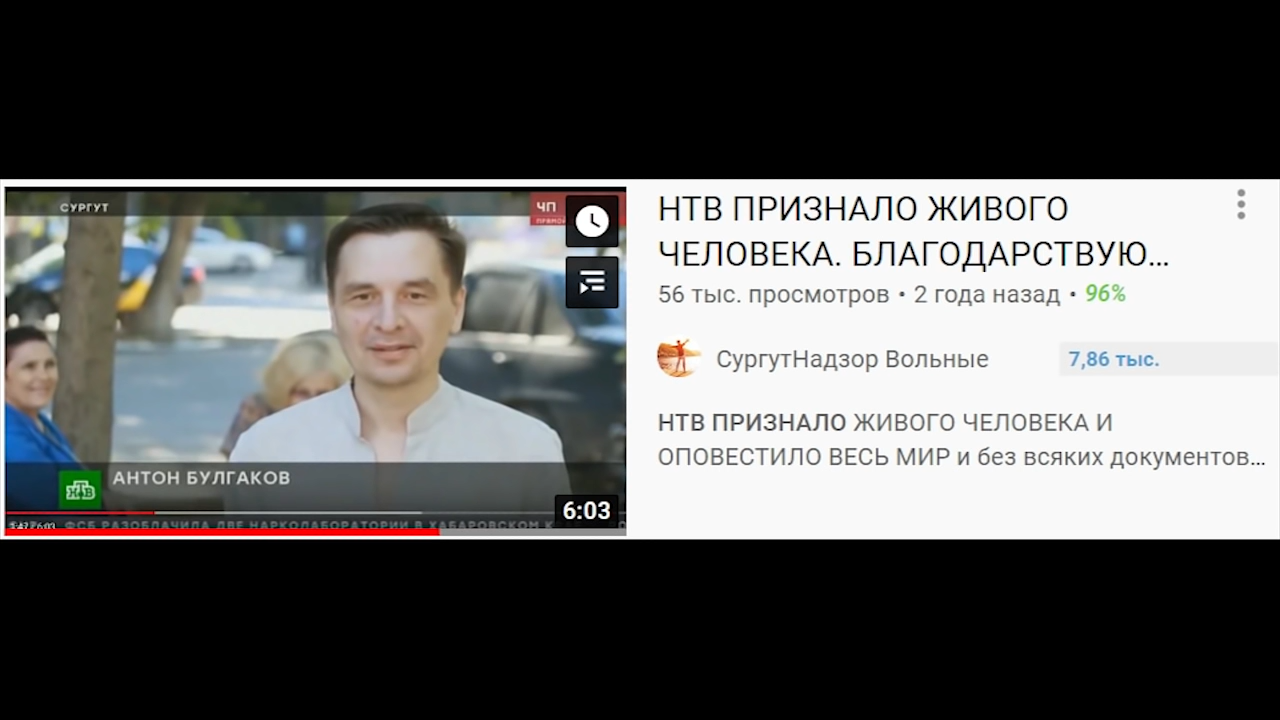 СУРГУТ
ЧП
НТВ
АНТОН БУЛГАКОВ
6:03
ФСБ РАЗОБЛАЧИЛА ДВЕ НАРКОЛАБОРАТОРИИ В ХАБАРОВСКОМ
НТВ ПРИЗНАЛО ЖИВОГО
ЧЕЛОВЕКА. БЛАГОДАРСТВУЮ...
56 тыс. просмотров • 2 года назад • 96%
СургутНадзор Вольные
7,86 тыс.
НТВ ПРИЗНАЛО ЖИВОГО ЧЕЛОВЕКА И
ОПОВЕСТИЛО ВЕСЬ МИР и без всяких документов...